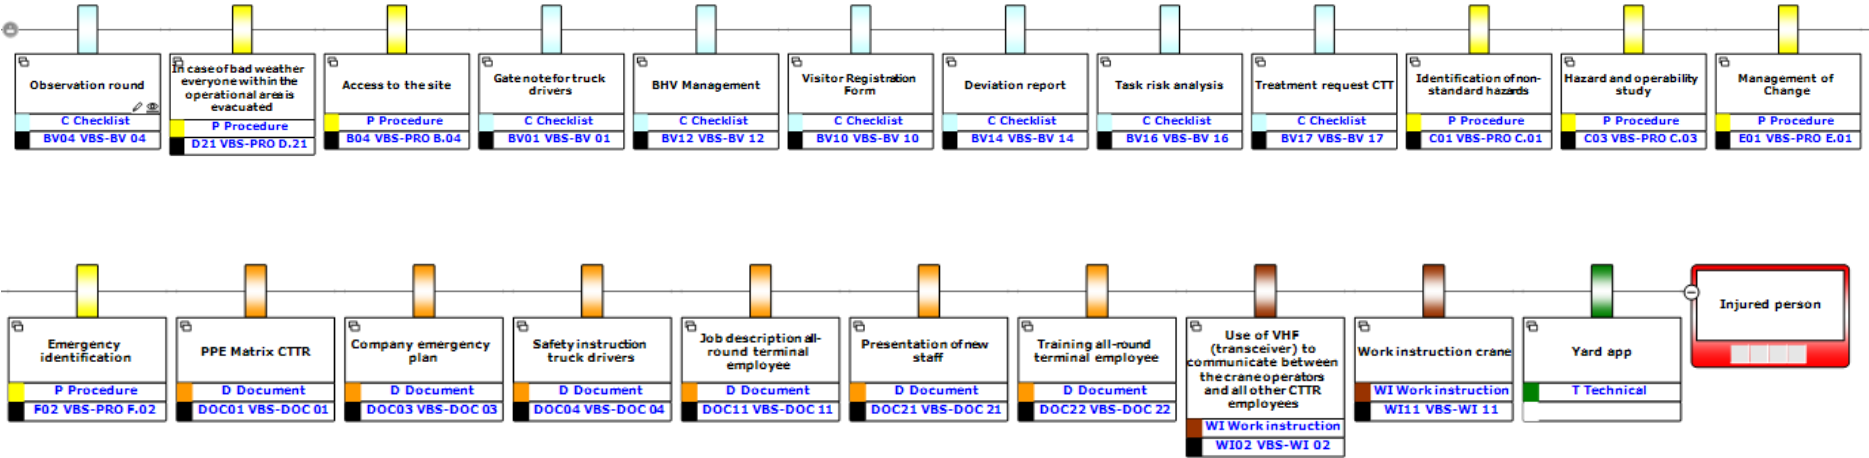 Observation round
C Checklist
BV04 VBS-BV 04
In case of bad weather
everyone within the
operational area is
evacuated
P Procedure
D21 VBS-PRO D.21
Access to the site
P Procedure
B04 VBS-PRO B.04
Gate note for truck
drivers
C Checklist
BV01 VBS-BV 01
BHV Management
C Checklist
BV12 VBS-BV 12
Visitor Registration
Form
C Checklist
BV10 VBS-BV 10
Deviation report
C Checklist
BV14 VBS-BV 14
Task risk analysis
C Checklist
BV16 VBS-BV 16
Treatment request CTT
C Checklist
BV17 VBS-BV 17
Identification of non-
standard hazards
P Procedure
C01 VBS-PRO C.01
Hazard and operability
study
P Procedure
C03 VBS-PRO C.03
Management of
Change
P Procedure
E01 VBS-PRO E.01
Emergency
identification
P Procedure
F02 VBS-PRO F.02
PPE Matrix CTTR
D Document
DOC01 VBS-DOC 01
Company emergency
plan
D Document
DOC03 VBS-DOC 03
Safety instruction
truck drivers
D Document
DOC04 VBS-DOC 04
Job description all-
round terminal
employee
D Document
DOC11 VBS-DOC 11
Presentation of new
staff
D Document
DOC21 VBS-DOC 21
Training all-round
terminal employee
D Document
DOC22 VBS-DOC 22
Use of VHF
(transceiver) to
communicate between
the crane operators
and all other CTTR
employees
WI Work instruction
WI02 VBS-WI 02
Work instruction crane
WI Work instruction
WI11 VBS-WI 11
Yard app
T Technical
Injured person